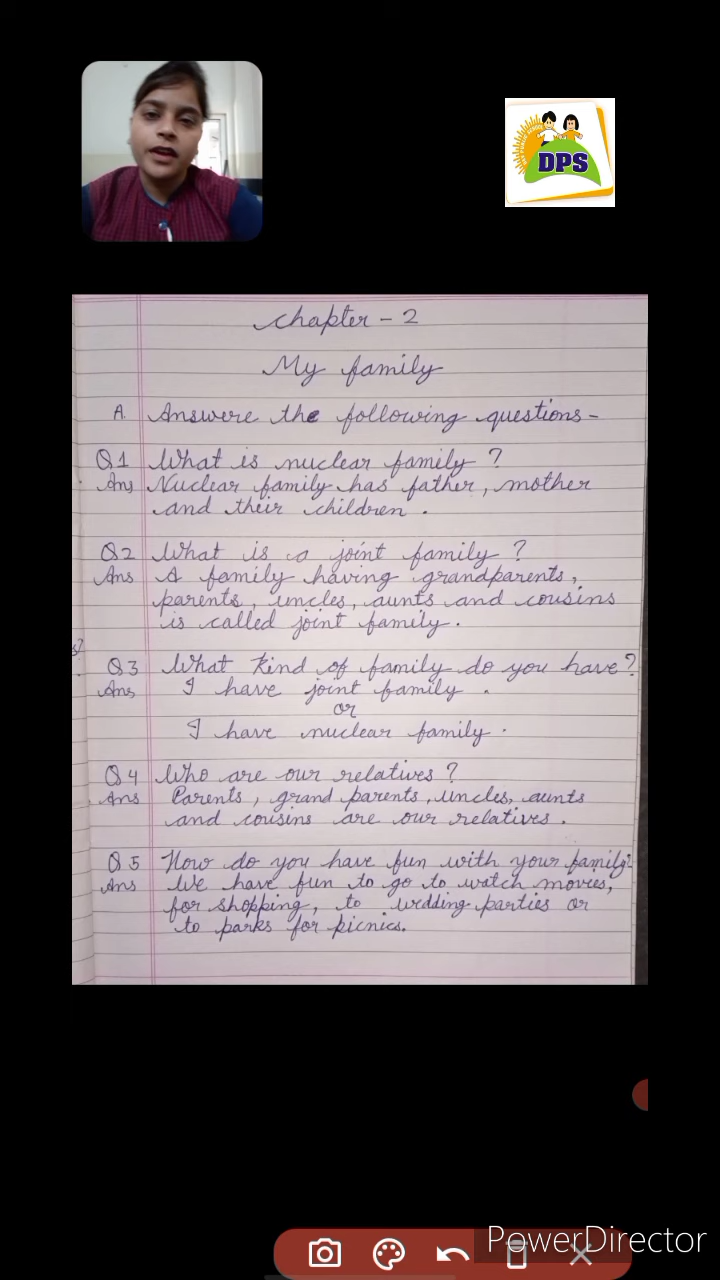 DPS
Chapter - 2
My family
A. Answere the following questions -
Q1 What is nuclear family ?
Ans Nuclear family has father, mother
and their children .
Q2 What is a joint family ?
Ans A family having grandparents,
parents, uncles, aunts and cousins
is called joint family .
s?
Q3 What kind of family do you have?
Ans I have joint family .
or
I have nuclear family .
Q4 Who are our relatives ?
Ans Parents, grand parents, uncles, aunts
and cousins are our relatives .
Q5 How do you have fun with your family?
Ans We have fun to go to watch movies,
for shopping, to wedding parties or
to parks for picnics.
PowerDirector